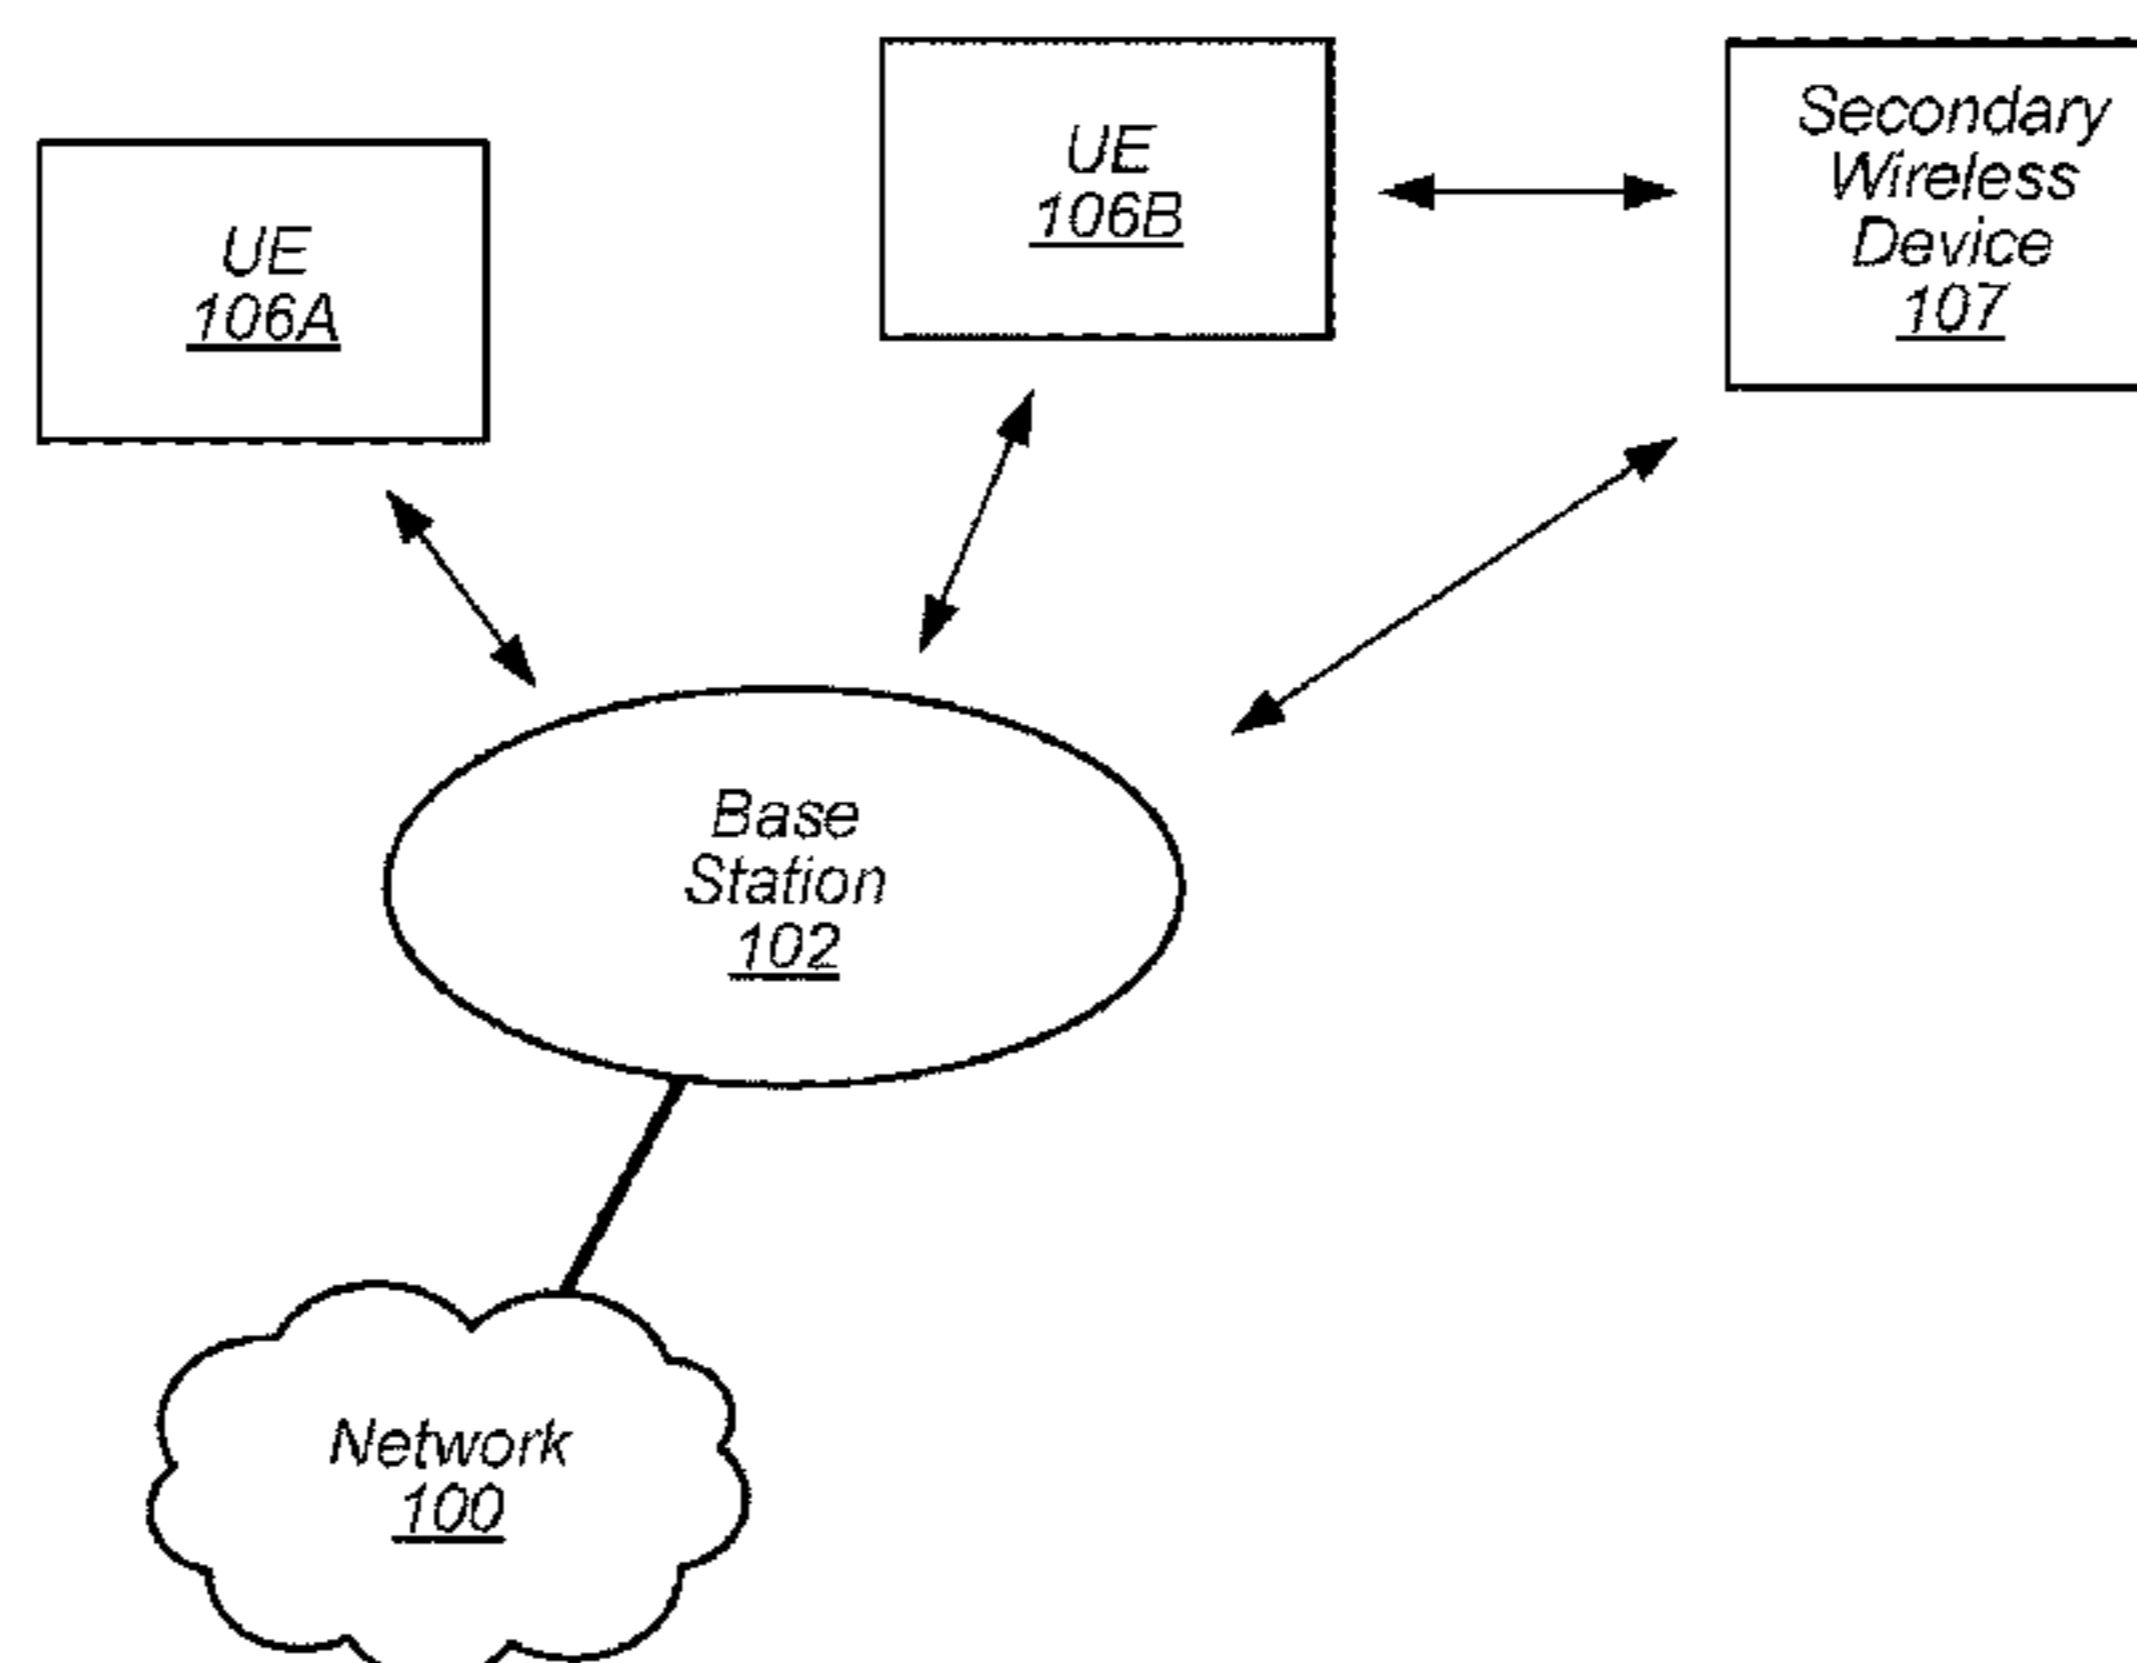 UE
106A
UE
106B
Secondary
Wireless
Device
107
Base
Station
102
Network
100